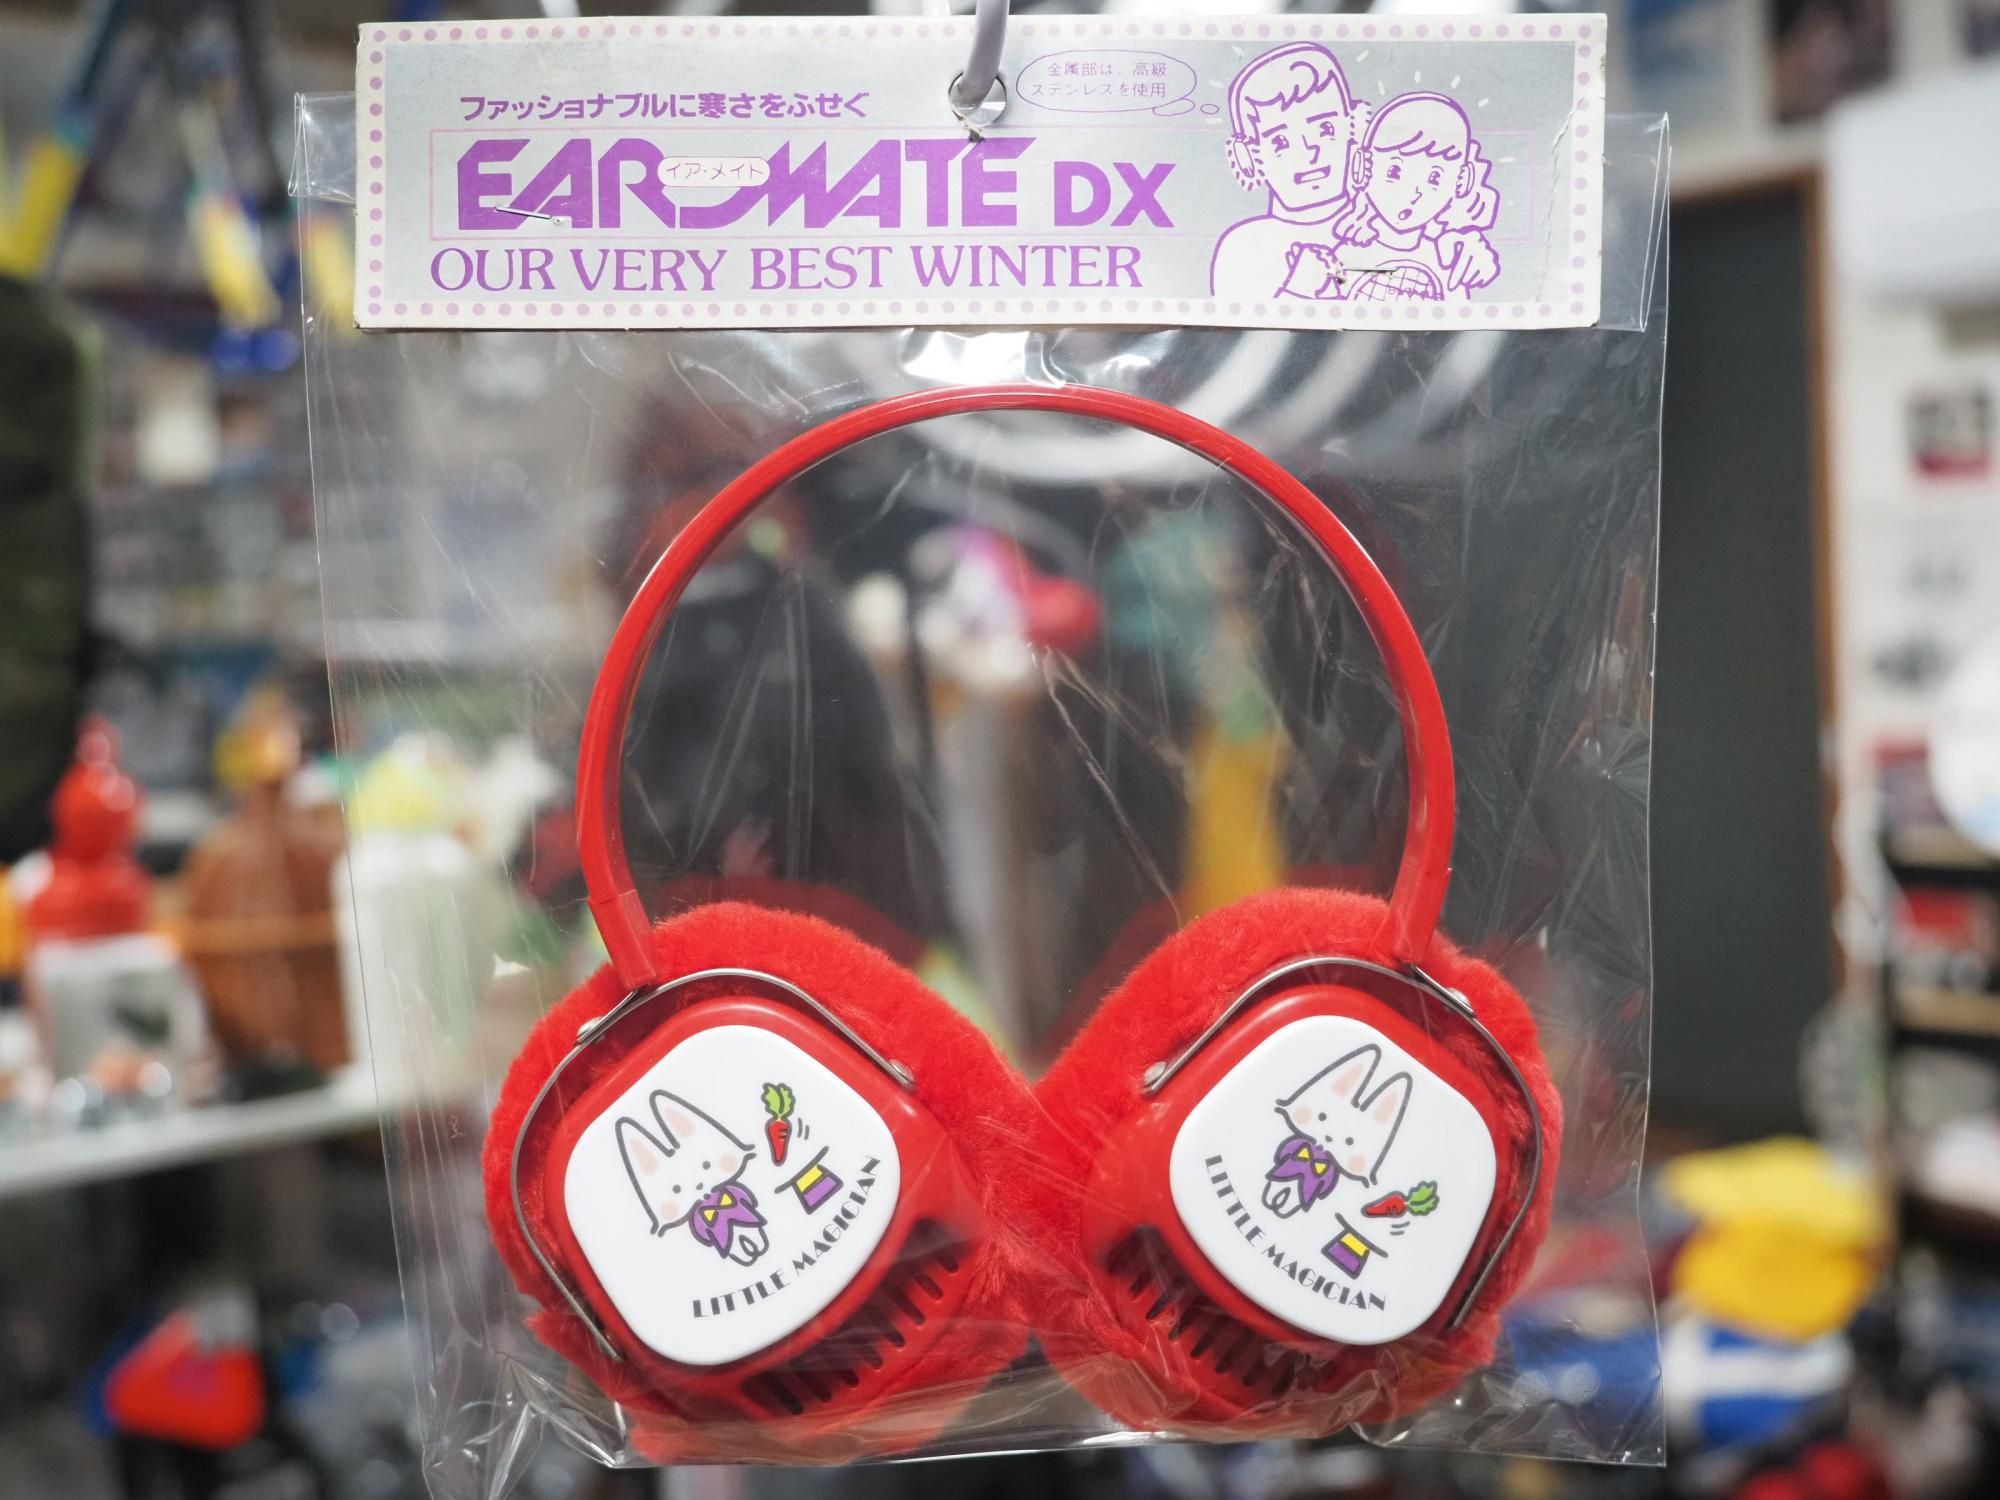 ファッショナブルに寒さをふせぐ
金属部は、高級
ステンレスを使用
EARMATE DX
イア・メイト
OUR VERY BEST WINTER
LITTLE MAGICIAN
LITTLE MAGICIAN